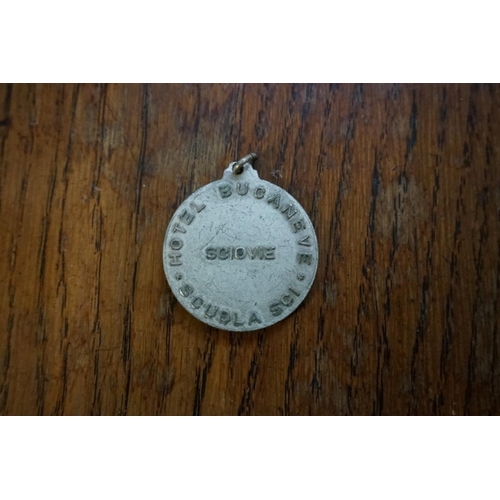 HOTEL BUCANEVE
SCIOVIE
* SCUOLA SCI *